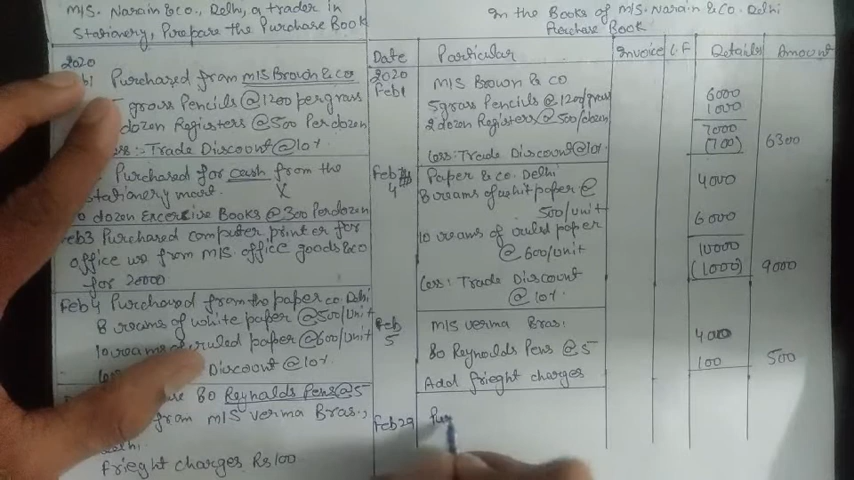 M/S. Narain & co., Delhi, a trader in
Stationery, Prepare the Purchase Book
2020
Purchased from M/S Brown & Co
gross Pencils @ 1200 per gross
dozen Registers @ 500 Per dozen
:- Trade Discount @ 10%
Purchased for cash from the
Stationery mart. X
dozen Excercise Books @ 300 Per dozen
Feb3 Purchased computer printer for
office use from M/S. office goods & co
for 20000
Feb 4 Purchased from the paper co. Delhi
8 reams of white paper @ 500/unit
10 reams of ruled paper @ 600/unit
Discount @ 10%
80 Reynolds Pens @ 5
from M/S Verma Bros.,
Delhi.
frieght charges Rs 100
In the Books of M/S. Narain & Co. Delhi
Purchase Book
Date Particular Invoice L.F Details Amount
2020
Feb 1 M/S Brown & co
5 gross Pencils @ 1200/gross 6000
2 dozen Registers @ 500/dozen 1000
7000
Less: Trade Discount @ 10% (700) 6300
Feb 4 Paper & co. Delhi
8 reams of whit paper @ 500/unit 4000
10 reams of ruled paper @ 600/unit 6000
10000
Less: Trade Discount @ 10% (1000) 9000
Feb 5 M/S Verma Bros.
80 Reynolds Pens @ 5 400
Add frieght charges 100 500
Feb 29